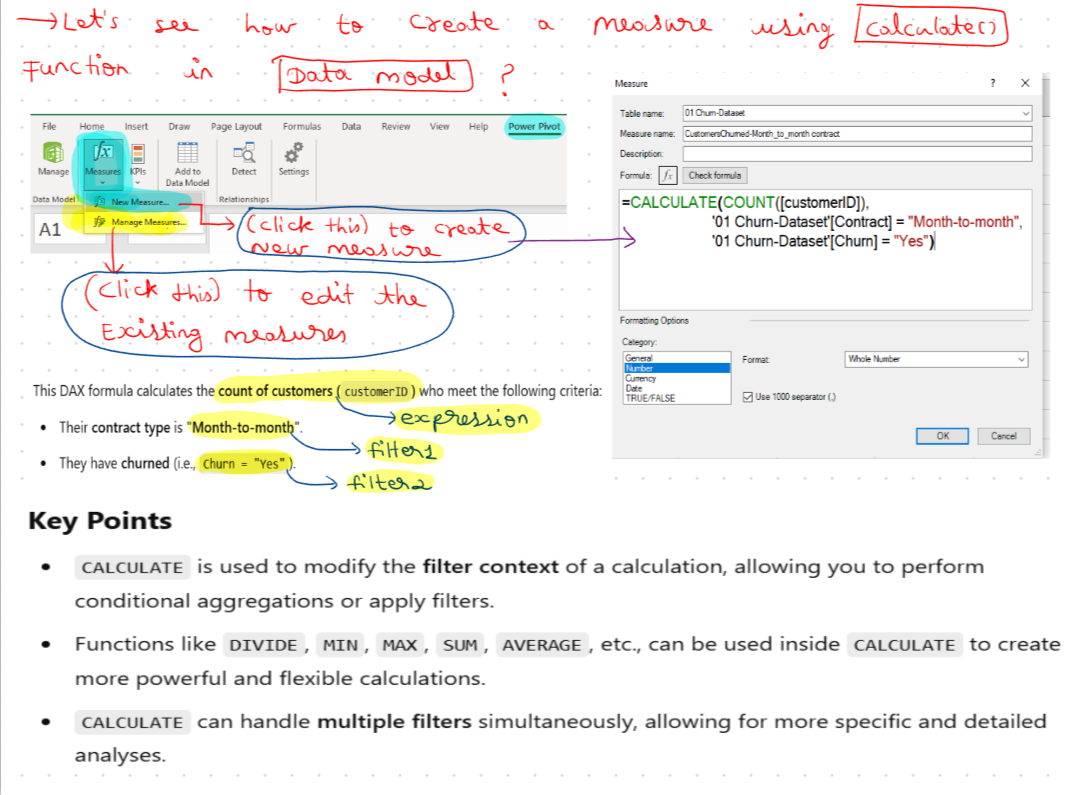 →Let's see how to create a measure using calculate()
Function in Data model ?
File Home Insert Draw Page Layout Formulas Data Review View Help Power Pivot
Manage Measures KPIs Add to Data Model Detect Settings
Data Model New Measure... Relationships
Manage Measures...
A1
(click this) to create
New measure
(click this) to edit the
Existing measures
Measure ? X
Table name: 01 Churn-Dataset
Measure name: CustomersChurned-Month_to_month contract
Description:
Formula: fx Check formula
=CALCULATE(COUNT([customerID]),
'01 Churn-Dataset'[Contract] = "Month-to-month",
'01 Churn-Dataset'[Churn] = "Yes")
Formatting Options
Category:
General
Number
Currency
Date
TRUE/FALSE
Format: Whole Number
Use 1000 separator (,)
OK Cancel
This DAX formula calculates the count of customers (customerID) who meet the following criteria:
expression
• Their contract type is "Month-to-month".
filter1
• They have churned (i.e., Churn = "Yes").
filter2
Key Points
• CALCULATE is used to modify the filter context of a calculation, allowing you to perform
conditional aggregations or apply filters.
• Functions like DIVIDE, MIN, MAX, SUM, AVERAGE, etc., can be used inside CALCULATE to create
more powerful and flexible calculations.
• CALCULATE can handle multiple filters simultaneously, allowing for more specific and detailed
analyses.